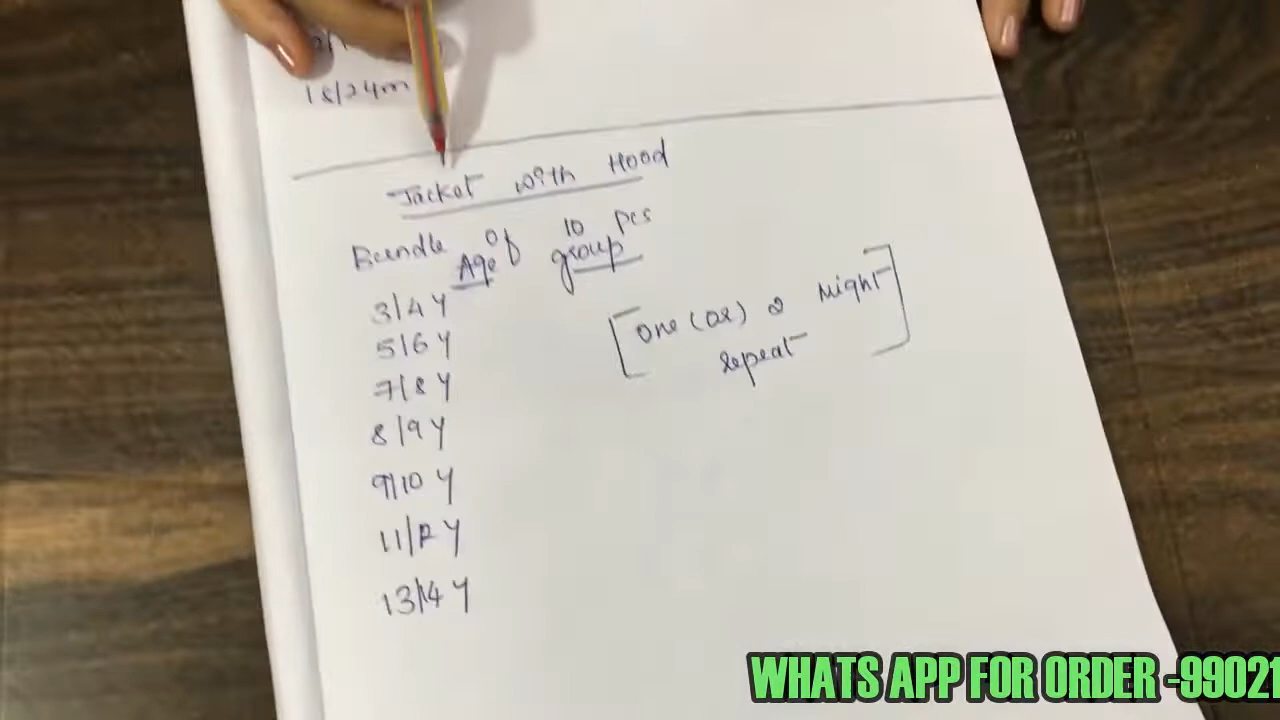 18/24m
Jacket with Hood
Bundle of 10 pcs
Age group
3/4 Y
5/6 Y
7/8 Y
8/9 Y
9/10 Y
11/12 Y
13/14 Y
[one (or) 2 might
repeat]
WHATS APP FOR ORDER -99021